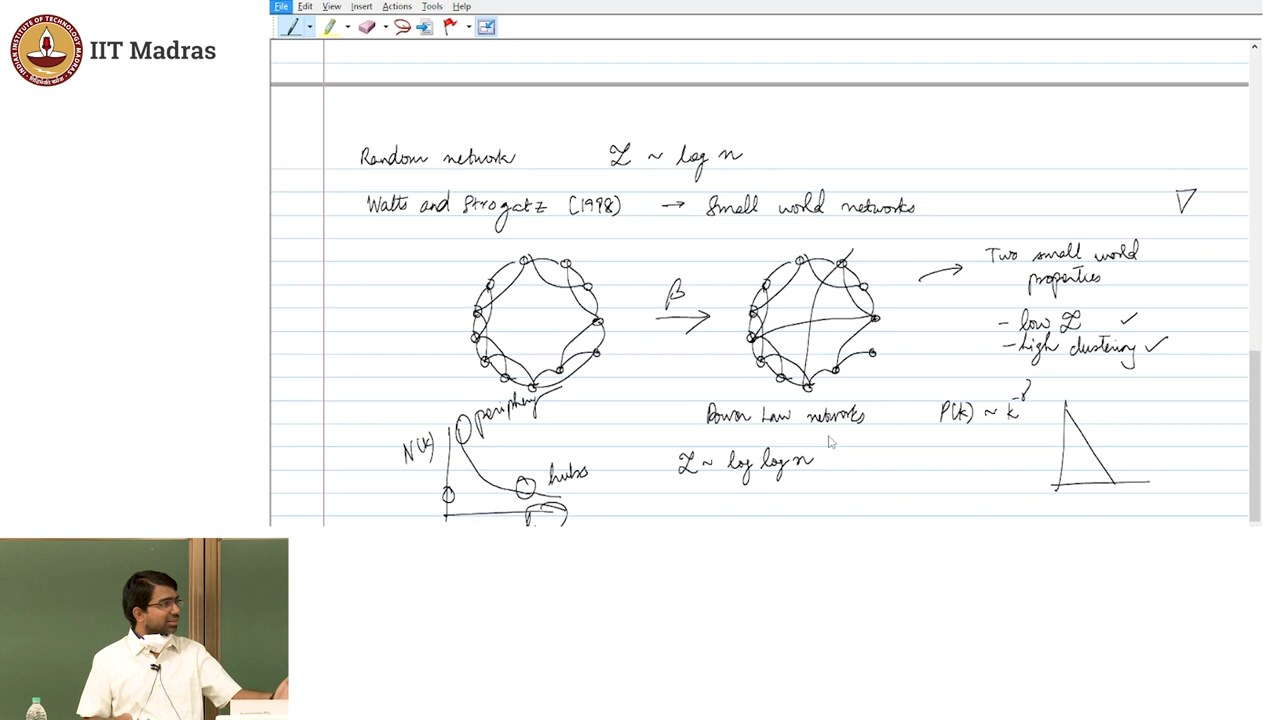 IIT Madras
File Edit View Insert Actions Tools Help
Random network L ~ log n
Watts and Strogatz (1998) → Small world networks
β
Two small world
properties
- low L ✓
- high clustering ✓
periphery
Power Law networks P(k) ~ k^-γ
N(k)
L ~ log log n
hubs